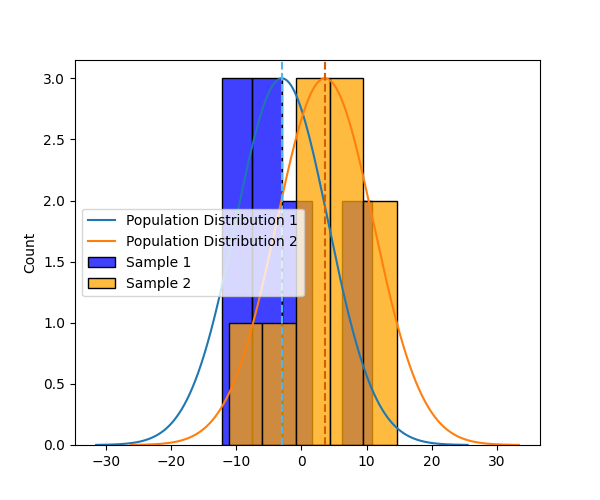 3.0
2.5
2.0
1.5
1.0
0.5
0.0
Count
Population Distribution 1
Population Distribution 2
Sample 1
Sample 2
−30 −20 −10 0 10 20 30